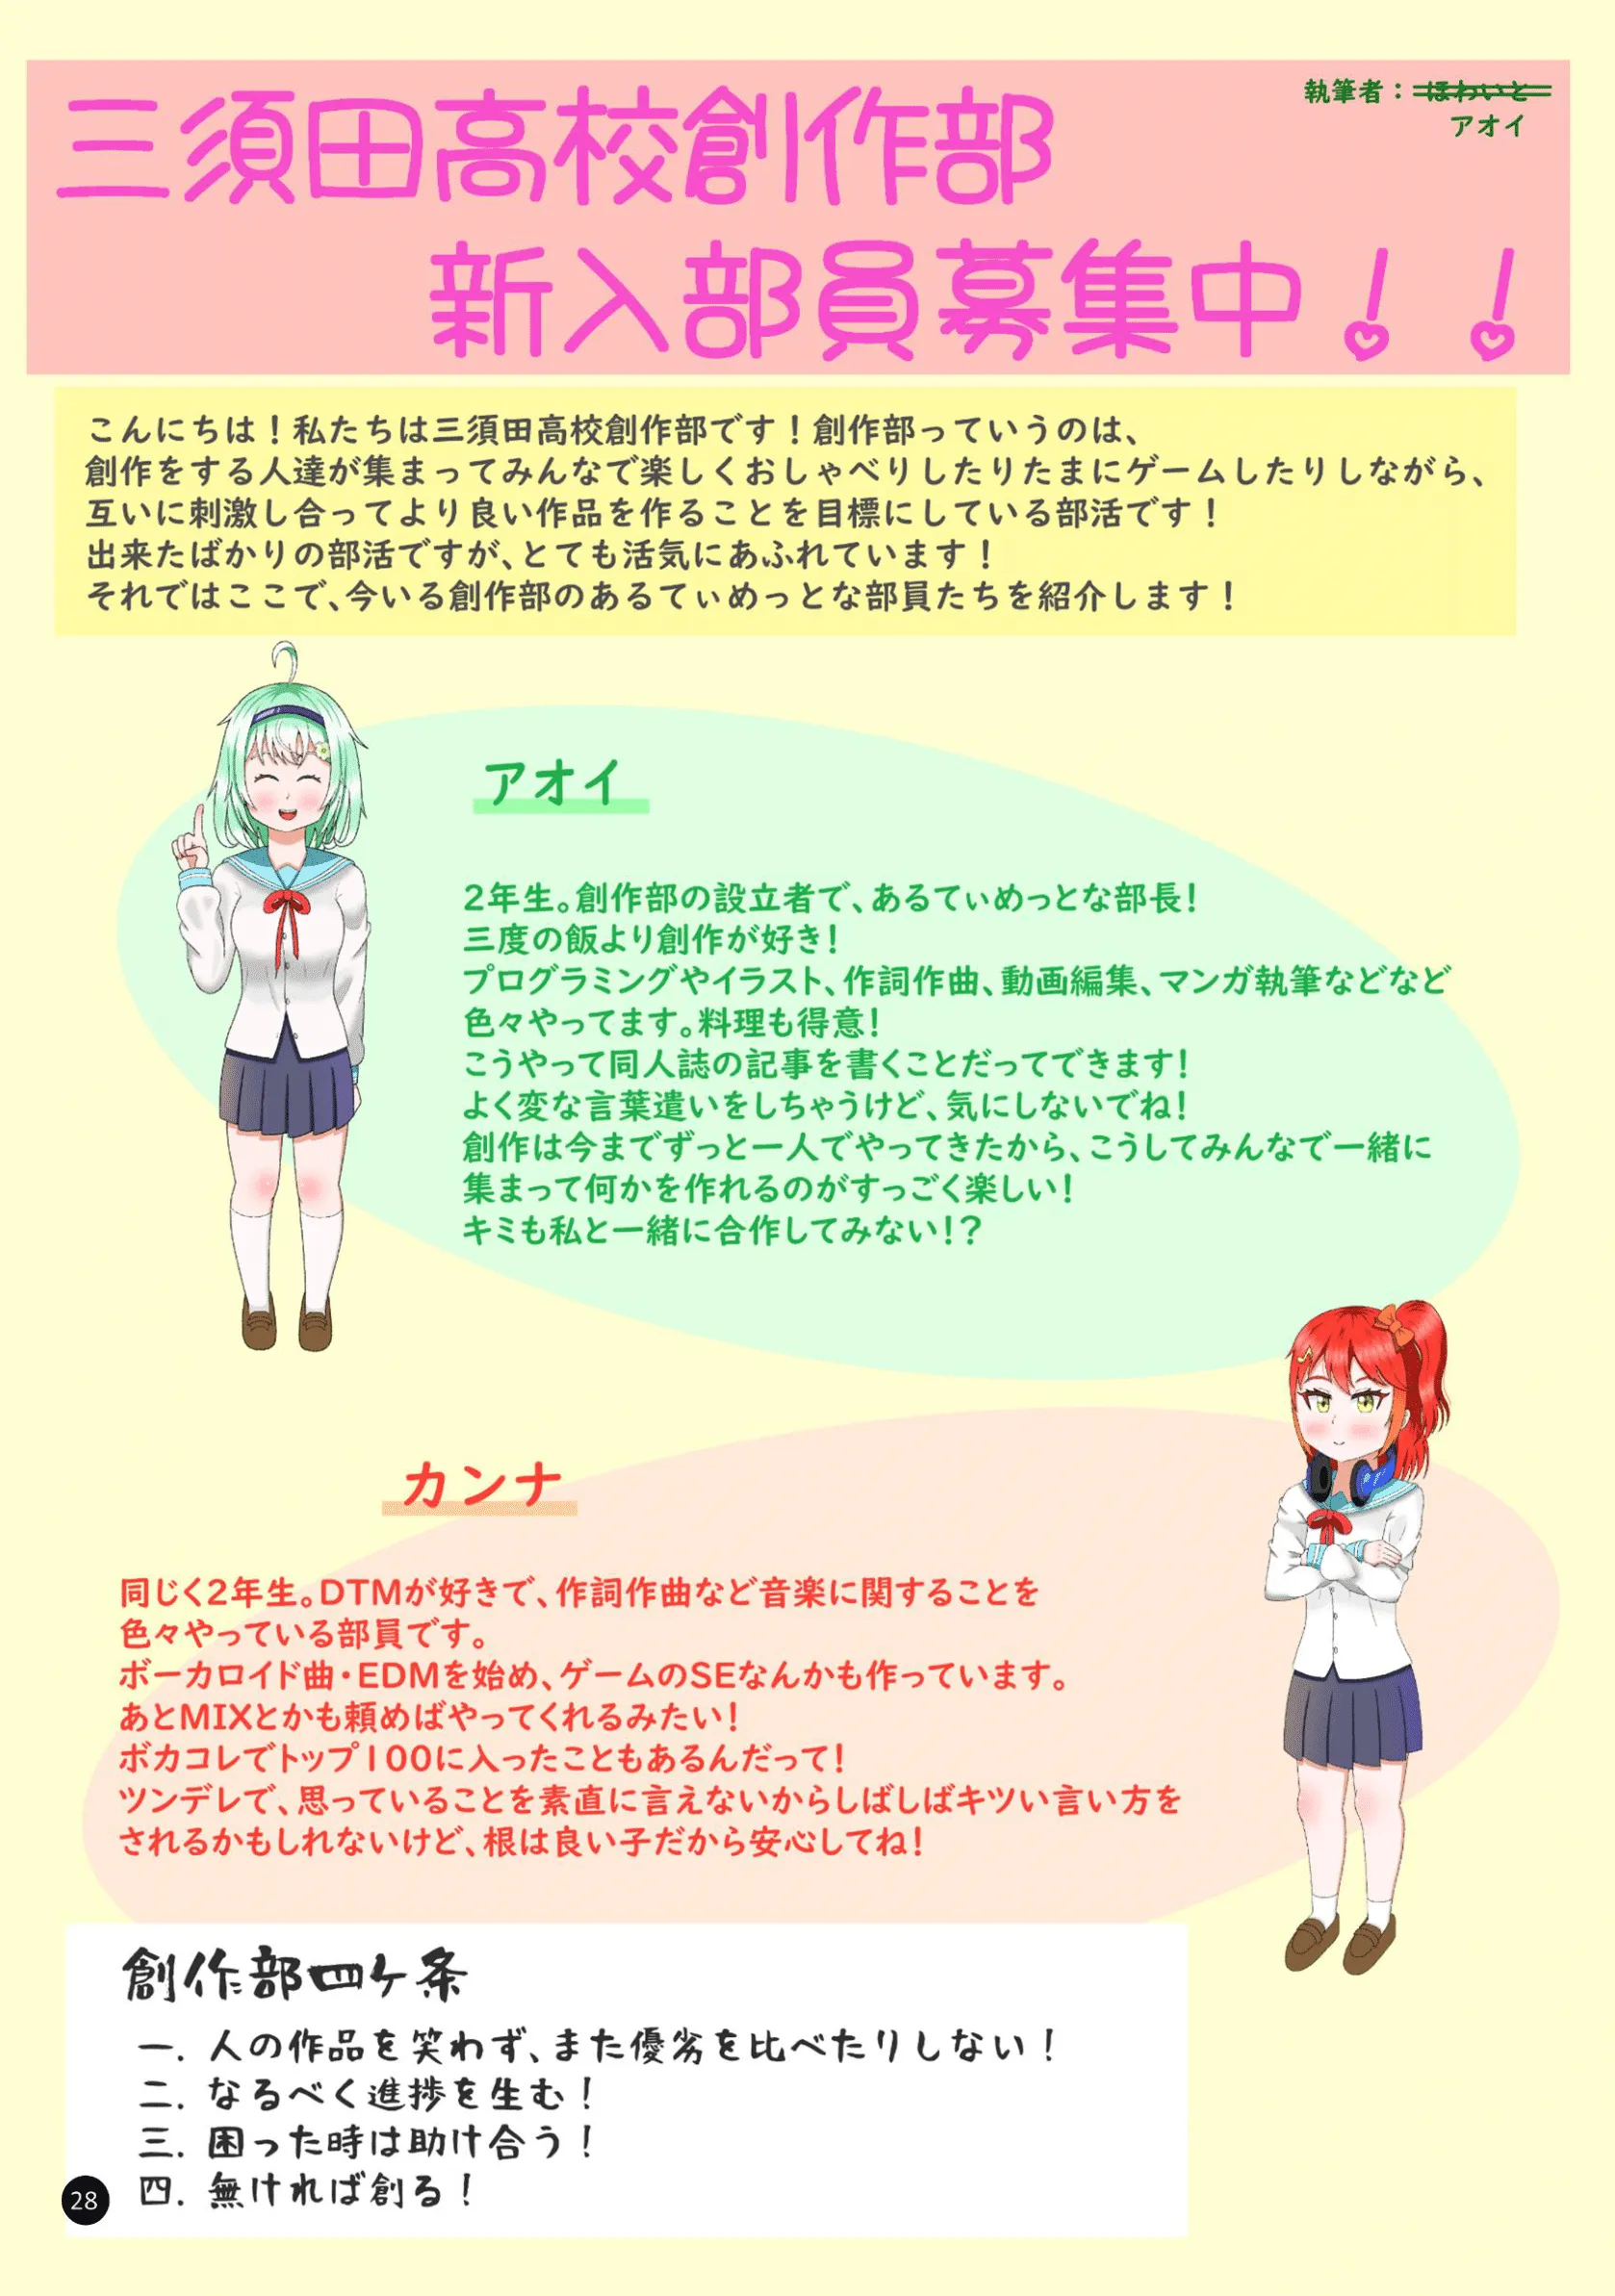 三須田高校創作部
新入部員募集中！！
執筆者：ほわいと
アオイ
こんにちは！私たちは三須田高校創作部です！創作部っていうのは、
創作をする人達が集まってみんなで楽しくおしゃべりしたりたまにゲームしたりしながら、
互いに刺激し合ってより良い作品を作ることを目標にしている部活です！
出来たばかりの部活ですが、とても活気にあふれています！
それではここで、今いる創作部のあるてぃめっとな部員たちを紹介します！
アオイ
2年生。創作部の設立者で、あるてぃめっとな部長！
三度の飯より創作が好き！
プログラミングやイラスト、作詞作曲、動画編集、マンガ執筆などなど
色々やってます。料理も得意！
こうやって同人誌の記事を書くことだってできます！
よく変な言葉遣いをしちゃうけど、気にしないでね！
創作は今までずっと一人でやってきたから、こうしてみんなで一緒に
集まって何かを作れるのがすっごく楽しい！
キミも私と一緒に合作してみない！？
カンナ
同じく2年生。DTMが好きで、作詞作曲など音楽に関することを
色々やっている部員です。
ボーカロイド曲・EDMを始め、ゲームのSEなんかも作っています。
あとMIXとかも頼めばやってくれるみたい！
ボカコレでトップ100に入ったこともあるんだって！
ツンデレで、思っていることを素直に言えないからしばしばキツい言い方を
されるかもしれないけど、根は良い子だから安心してね！
創作部四ケ条
一. 人の作品を笑わず、また優劣を比べたりしない！
二. なるべく進捗を生む！
三. 困った時は助け合う！
四. 無ければ創る！
28